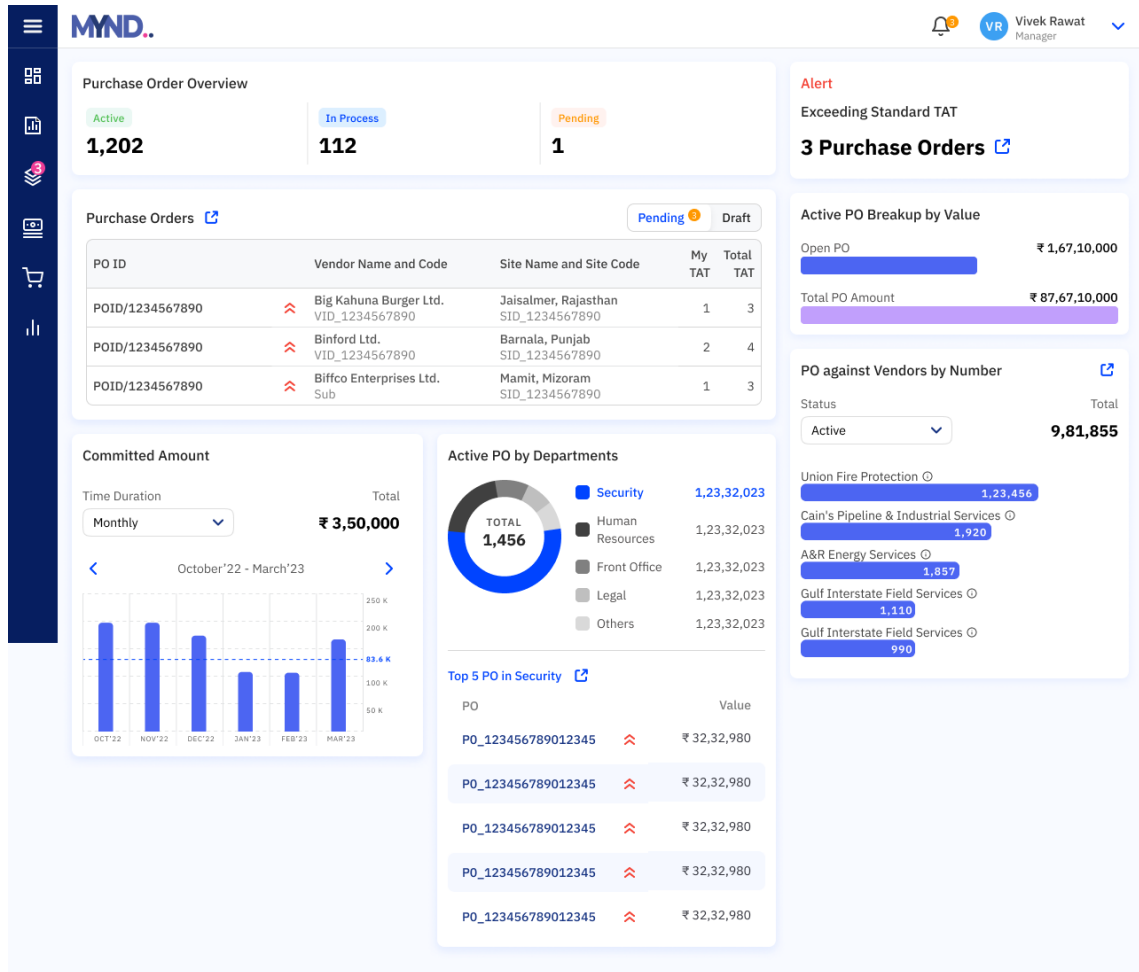 MYND..
3
VR
Vivek Rawat
Manager
3
Purchase Order Overview
Active
1,202
In Process
112
Pending
1
Alert
Exceeding Standard TAT
3 Purchase Orders
Purchase Orders
Pending 3
Draft
PO ID Vendor Name and Code Site Name and Site Code My TAT Total TAT
POID/1234567890 Big Kahuna Burger Ltd. Jaisalmer, Rajasthan 1 3
VID_1234567890 SID_1234567890
POID/1234567890 Binford Ltd. Barnala, Punjab 2 4
VID_1234567890 SID_1234567890
POID/1234567890 Biffco Enterprises Ltd. Mamit, Mizoram 1 3
Sub SID_1234567890
Active PO Breakup by Value
Open PO ₹ 1,67,10,000
Total PO Amount ₹ 87,67,10,000
PO against Vendors by Number
Status Total
Active 9,81,855
Union Fire Protection
1,23,456
Cain's Pipeline & Industrial Services
1,920
A&R Energy Services
1,857
Gulf Interstate Field Services
1,110
Gulf Interstate Field Services
990
Committed Amount
Time Duration Total
Monthly ₹ 3,50,000
October’22 - March’23
250 K
200 K
83.6 K
100 K
50 K
OCT’22 NOV’22 DEC’22 JAN’23 FEB’23 MAR’23
Active PO by Departments
TOTAL
1,456
Security 1,23,32,023
Human Resources 1,23,32,023
Front Office 1,23,32,023
Legal 1,23,32,023
Others 1,23,32,023
Top 5 PO in Security
PO Value
P0_123456789012345 ₹ 32,32,980
P0_123456789012345 ₹ 32,32,980
P0_123456789012345 ₹ 32,32,980
P0_123456789012345 ₹ 32,32,980
P0_123456789012345 ₹ 32,32,980